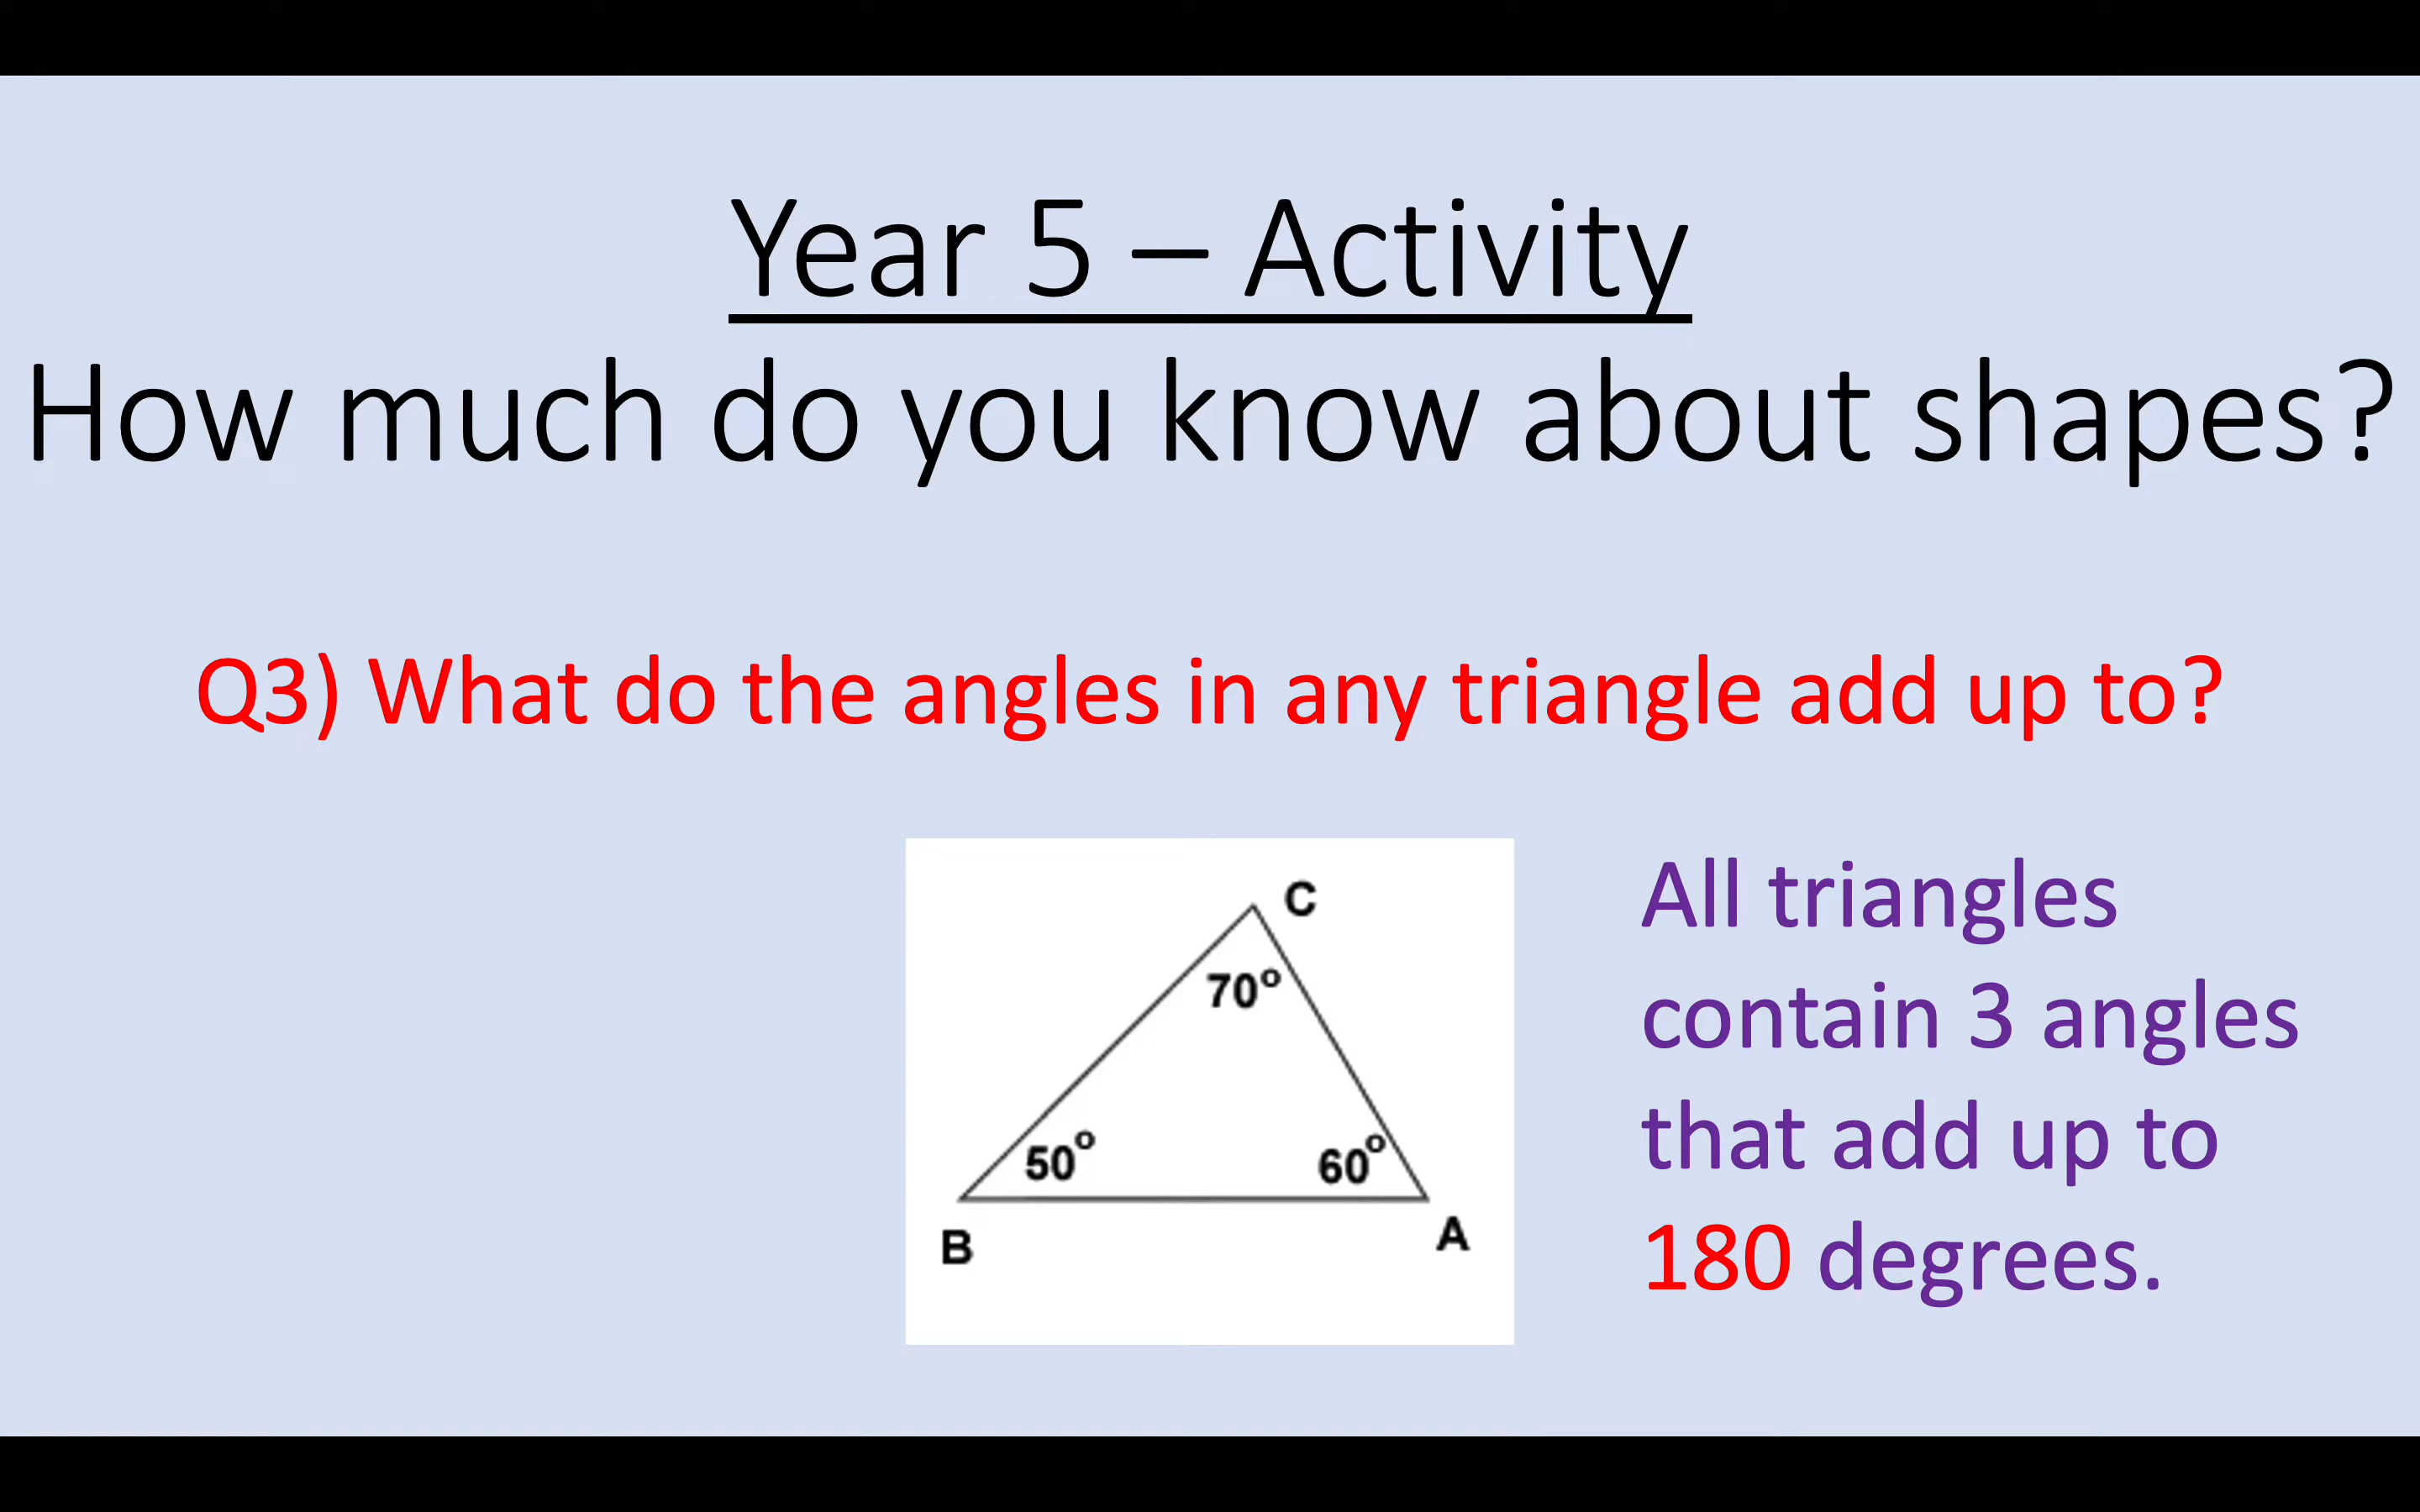 Year 5 – Activity
How much do you know about shapes?
Q3) What do the angles in any triangle add up to?
C
70°
50°
60°
B
A
All triangles
contain 3 angles
that add up to
180 degrees.